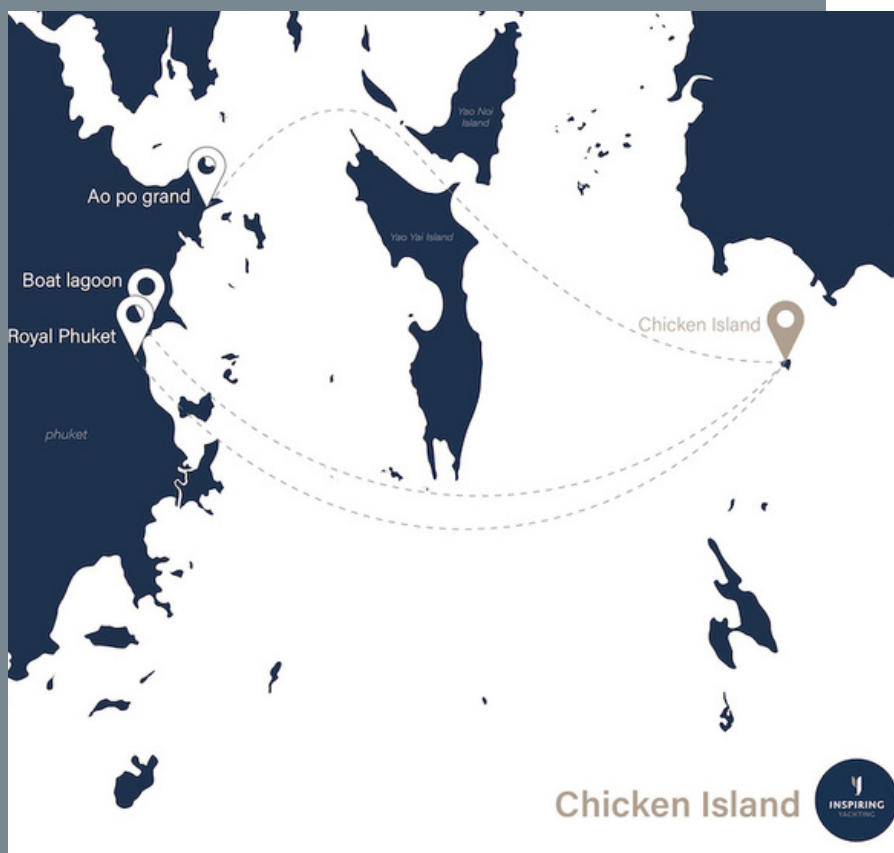 Yao Noi
Island
Ao po grand
Yao Yai Island
Boat lagoon
Royal Phuket
Chicken Island
phuket
Chicken Island
INSPIRING
YACHTING